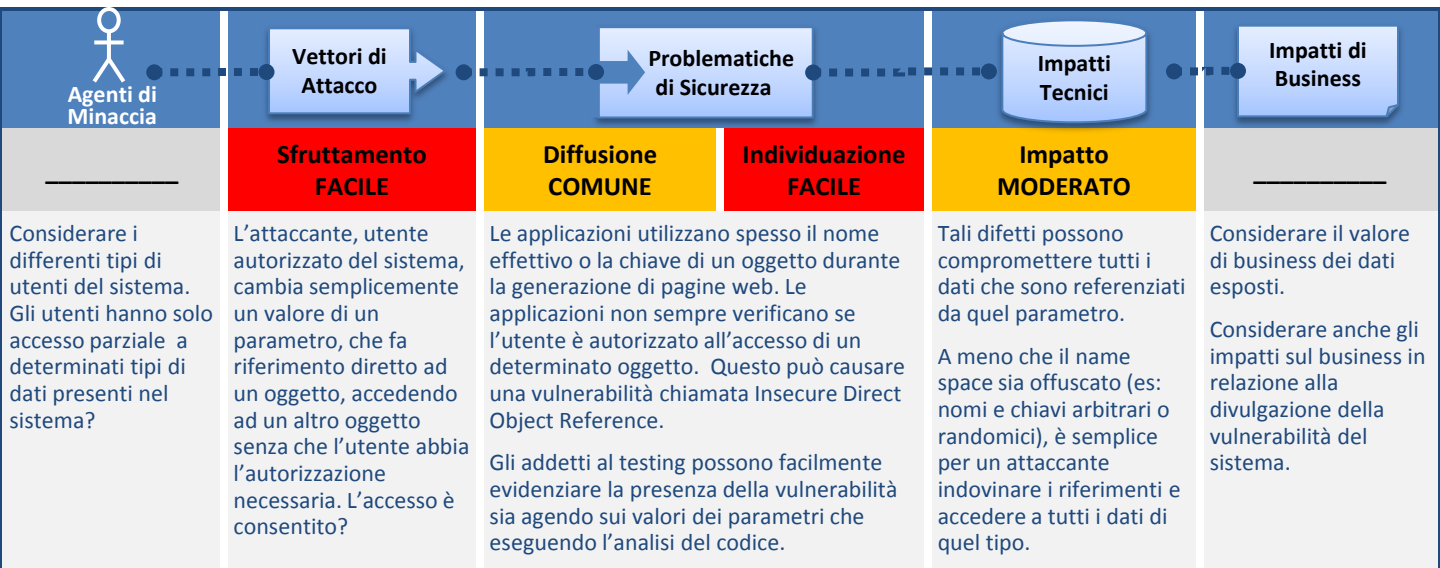 Agenti di
Minaccia
Vettori di
Attacco
Problematiche
di Sicurezza
Impatti
Tecnici
Impatti di
Business
__________
Sfruttamento
FACILE
Diffusione
COMUNE
Individuazione
FACILE
Impatto
MODERATO
__________
Considerare i
differenti tipi di
utenti del sistema.
Gli utenti hanno solo
accesso parziale a
determinati tipi di
dati presenti nel
sistema?
L’attaccante, utente
autorizzato del sistema,
cambia semplicemente
un valore di un
parametro, che fa
riferimento diretto ad
un oggetto, accedendo
ad un altro oggetto
senza che l’utente abbia
l’autorizzazione
necessaria. L’accesso è
consentito?
Le applicazioni utilizzano spesso il nome
effettivo o la chiave di un oggetto durante
la generazione di pagine web. Le
applicazioni non sempre verificano se
l’utente è autorizzato all’accesso di un
determinato oggetto. Questo può causare
una vulnerabilità chiamata Insecure Direct
Object Reference.
Gli addetti al testing possono facilmente
evidenziare la presenza della vulnerabilità
sia agendo sui valori dei parametri che
eseguendo l’analisi del codice.
Tali difetti possono
compromettere tutti i
dati che sono referenziati
da quel parametro.
A meno che il name
space sia offuscato (es:
nomi e chiavi arbitrari o
randomici), è semplice
per un attaccante
indovinare i riferimenti e
accedere a tutti i dati di
quel tipo.
Considerare il valore
di business dei dati
esposti.
Considerare anche gli
impatti sul business in
relazione alla
divulgazione della
vulnerabilità del
sistema.